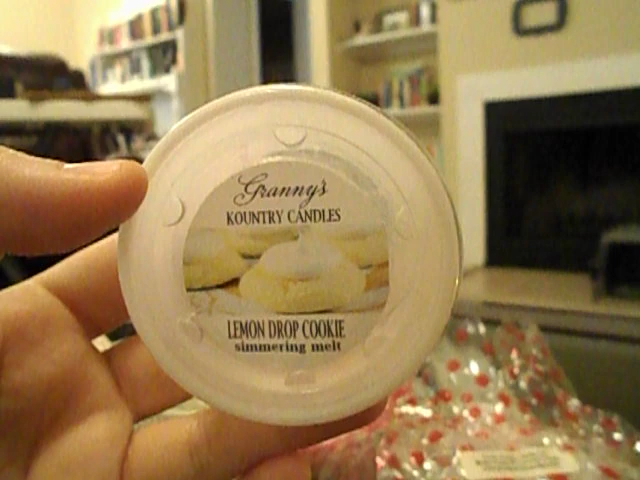 Granny's
KOUNTRY CANDLES
LEMON DROP COOKIE
simmering melt